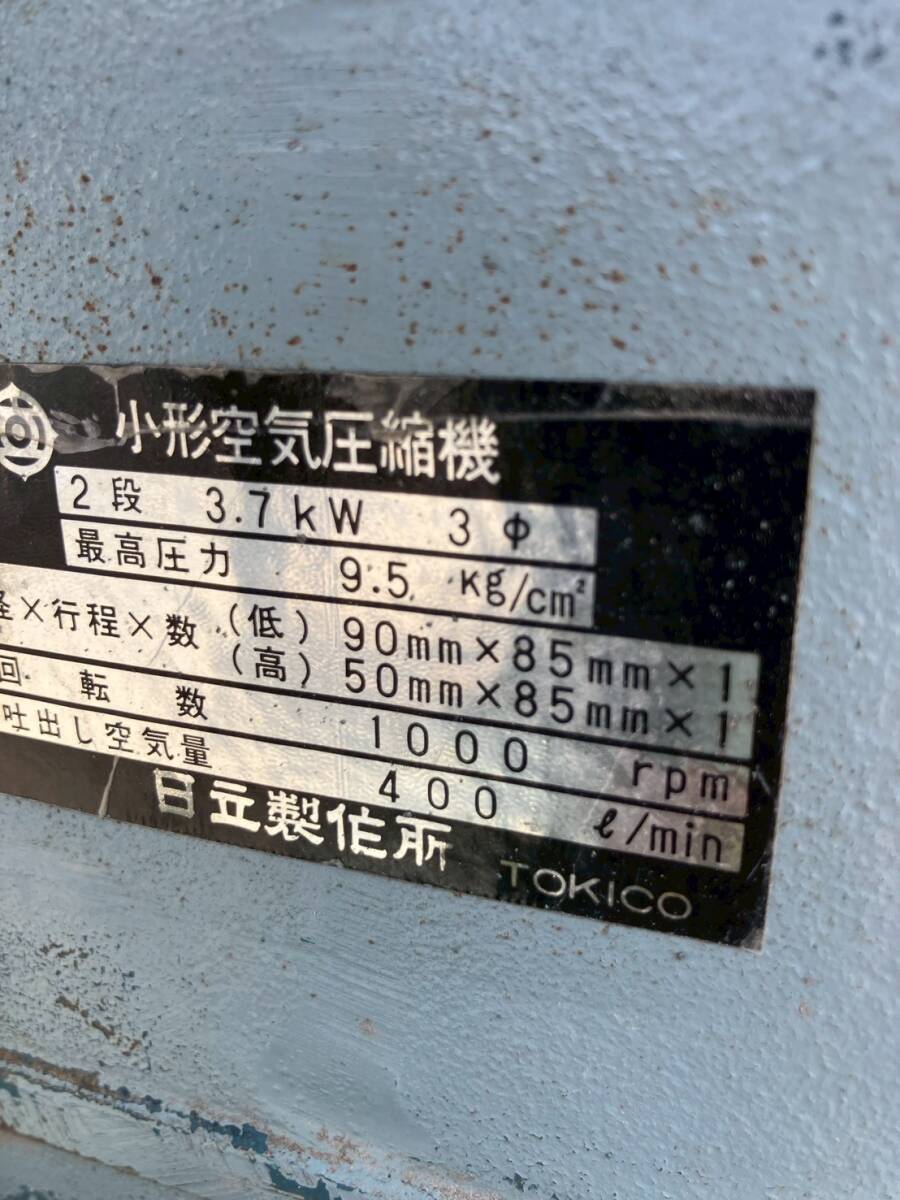 小形空気圧縮機
2段 3.7kW 3φ
最高圧力 9.5 Kg/cm²
径×行程×数 (低) 90mm×85mm×1
(高) 50mm×85mm×1
回転数 1000 rpm
吐出し空気量 400 ℓ/min
日立製作所
TOKICO